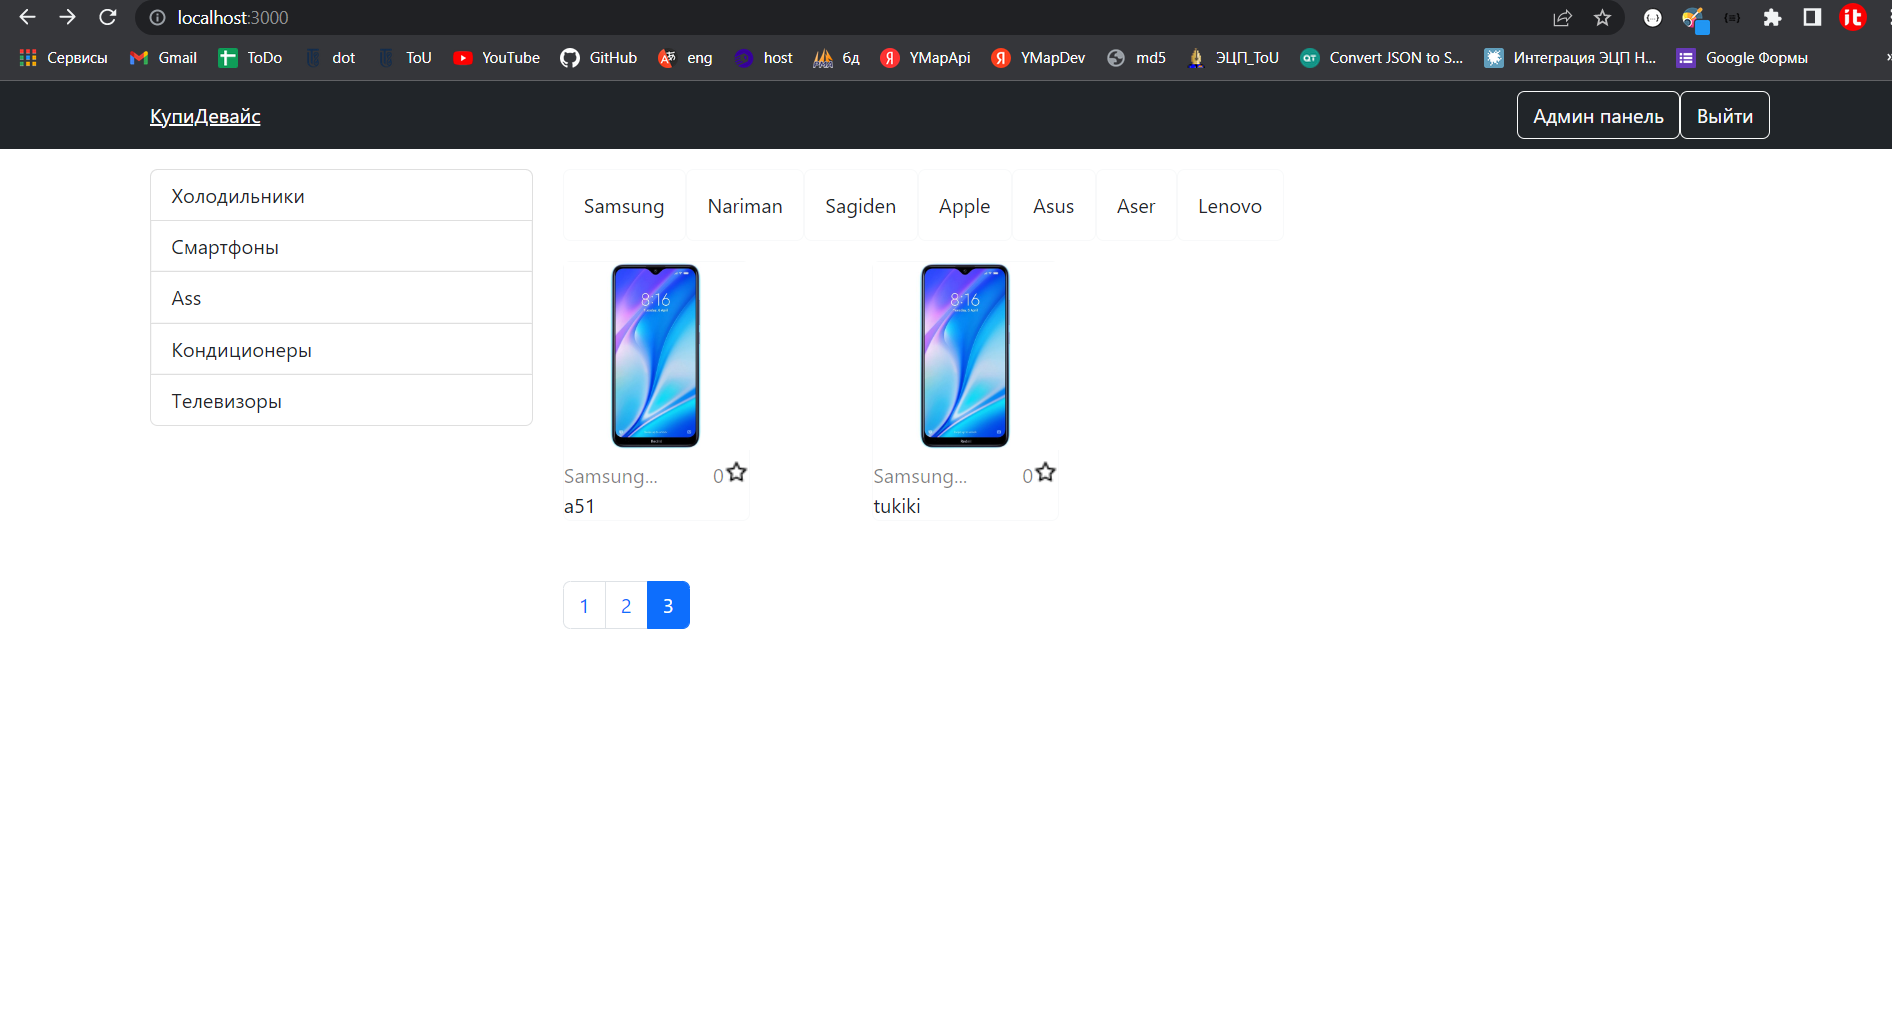 localhost:3000
Сервисы Gmail ToDo dot ToU YouTube GitHub eng host бд YMapApi YMapDev md5 ЭЦП_ToU Convert JSON to S... Интеграция ЭЦП Н... Google Формы
КупиДевайс Админ панель Выйти
Холодильники
Смартфоны
Ass
Кондиционеры
Телевизоры
Samsung Nariman Sagiden Apple Asus Aser Lenovo
8:16 8:16
Samsung... 0 Samsung... 0
a51 tukiki
1 2 3